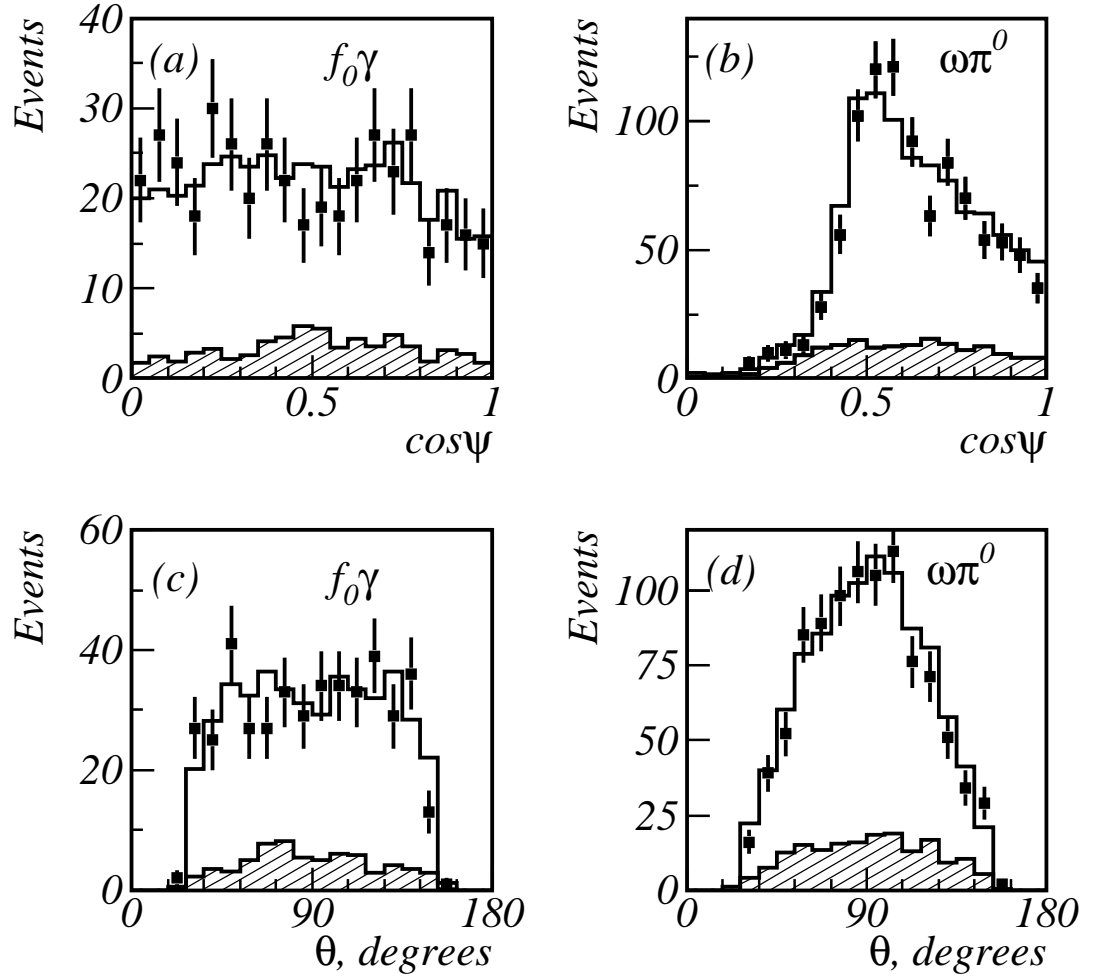 Events
(a)
f₀γ
40
30
20
10
0
0 0.5 1
cosψ
Events
(b)
ωπ⁰
100
50
0
0 0.5 1
cosψ
Events
(c)
f₀γ
60
40
20
0
0 90 180
θ, degrees
Events
(d)
ωπ⁰
100
75
50
25
0
0 90 180
θ, degrees